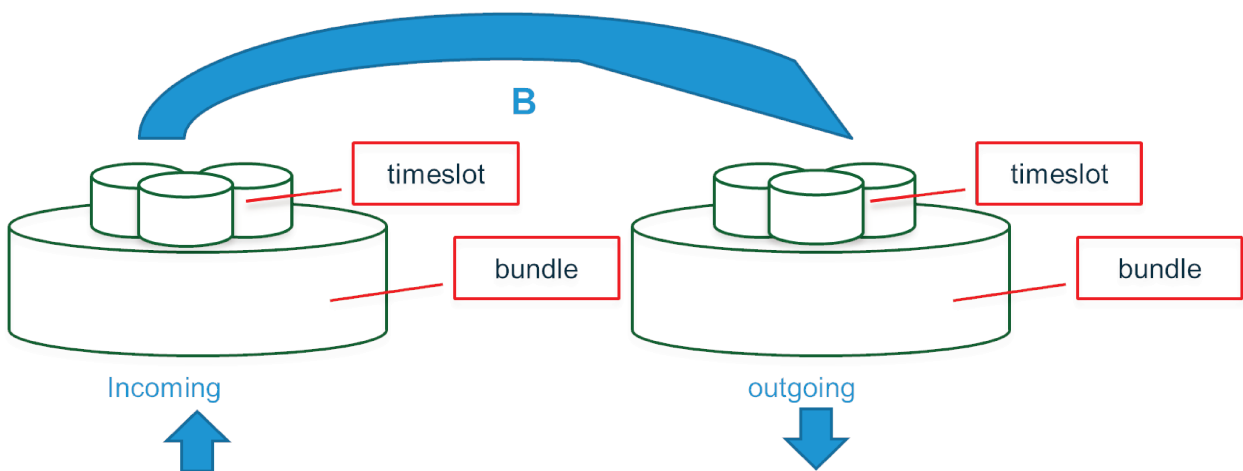 B
timeslot
timeslot
bundle
bundle
Incoming
outgoing